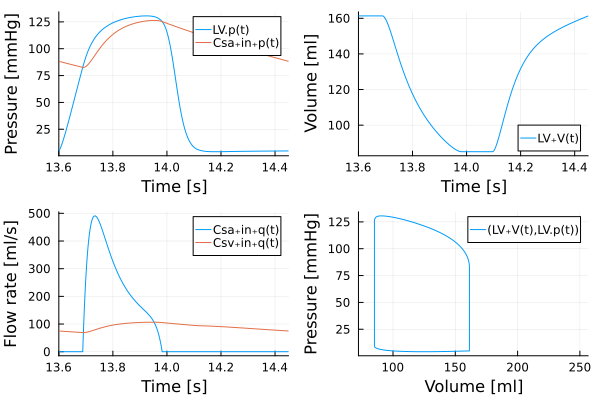 Pressure [mmHg]
125
100
75
50
25
13.6 13.8 14.0 14.2 14.4
Time [s]
LV.p(t)
Csa₊in₊p(t)
Volume [ml]
160
140
120
100
13.6 13.8 14.0 14.2 14.4
Time [s]
LV₊V(t)
Flow rate [ml/s]
500
400
300
200
100
0
13.6 13.8 14.0 14.2 14.4
Time [s]
Csa₊in₊q(t)
Csv₊in₊q(t)
Pressure [mmHg]
125
100
75
50
25
100 150 200 250
Volume [ml]
(LV₊V(t),LV.p(t))